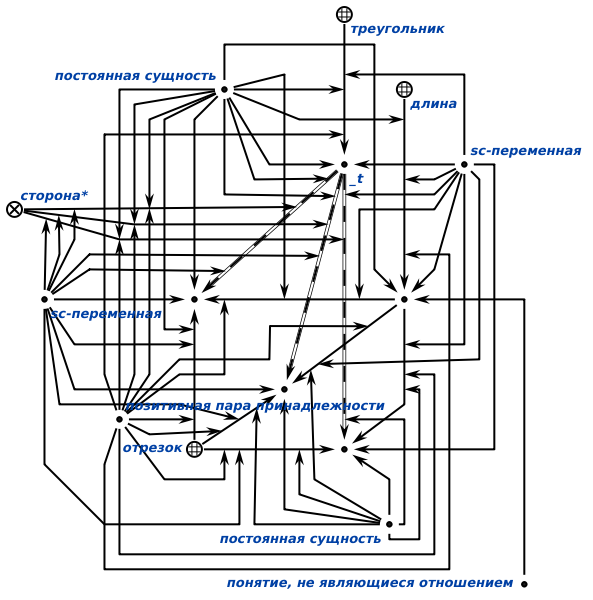 треугольник
постоянная сущность
длина
sc-переменная
_t
сторона*
sc-переменная
позитивная пара принадлежности
отрезок
постоянная сущность
понятие, не являющиеся отношением